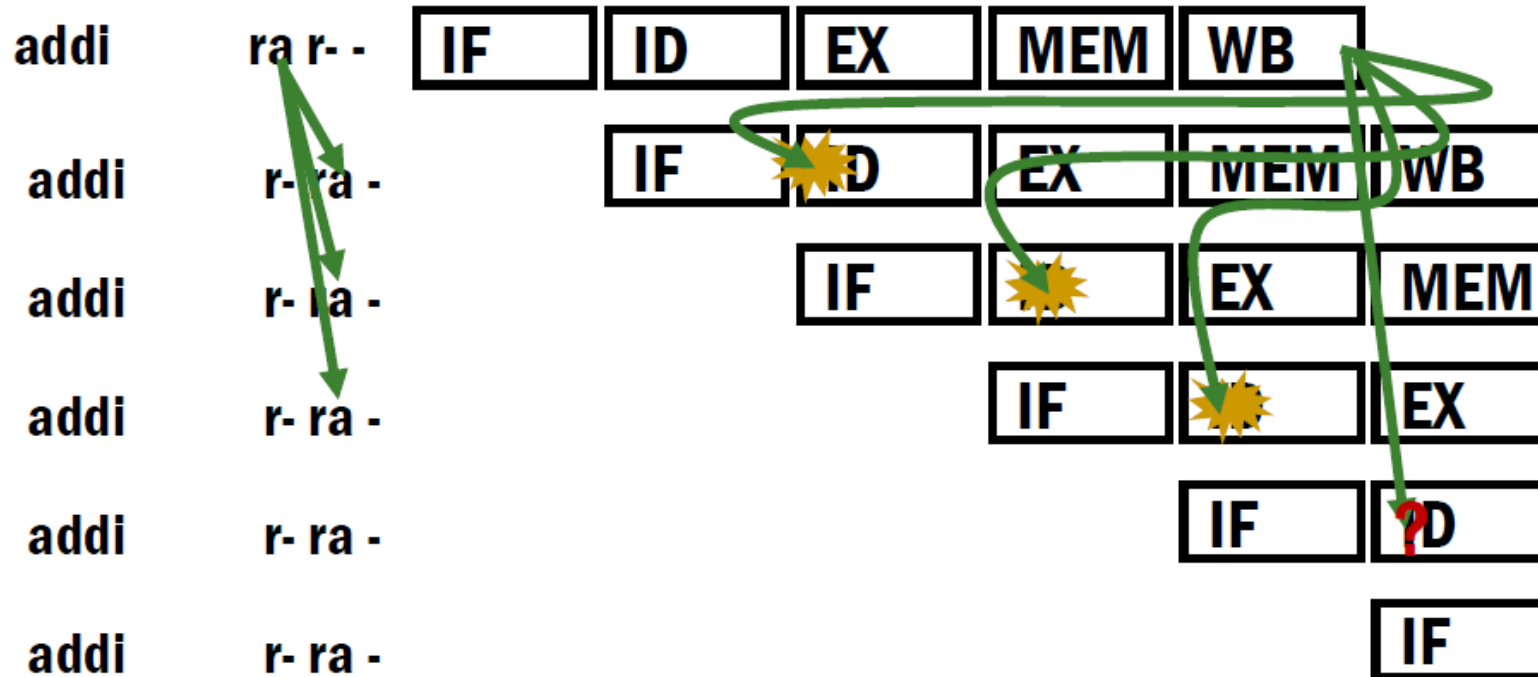 addi ra r- - IF ID EX MEM WB
addi r- ra - IF ID EX MEM WB
addi r- ra - IF EX MEM
addi r- ra - IF EX
addi r- ra - IF ?D
addi r- ra - IF